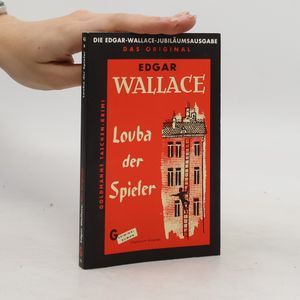 DIE EDGAR-WALLACE-JUBILÄUMSAUSGABE
DAS ORIGINAL
EDGAR
WALLACE
Louba
der
Spieler
GOLDMANNS TASCHEN-KRIMI
G